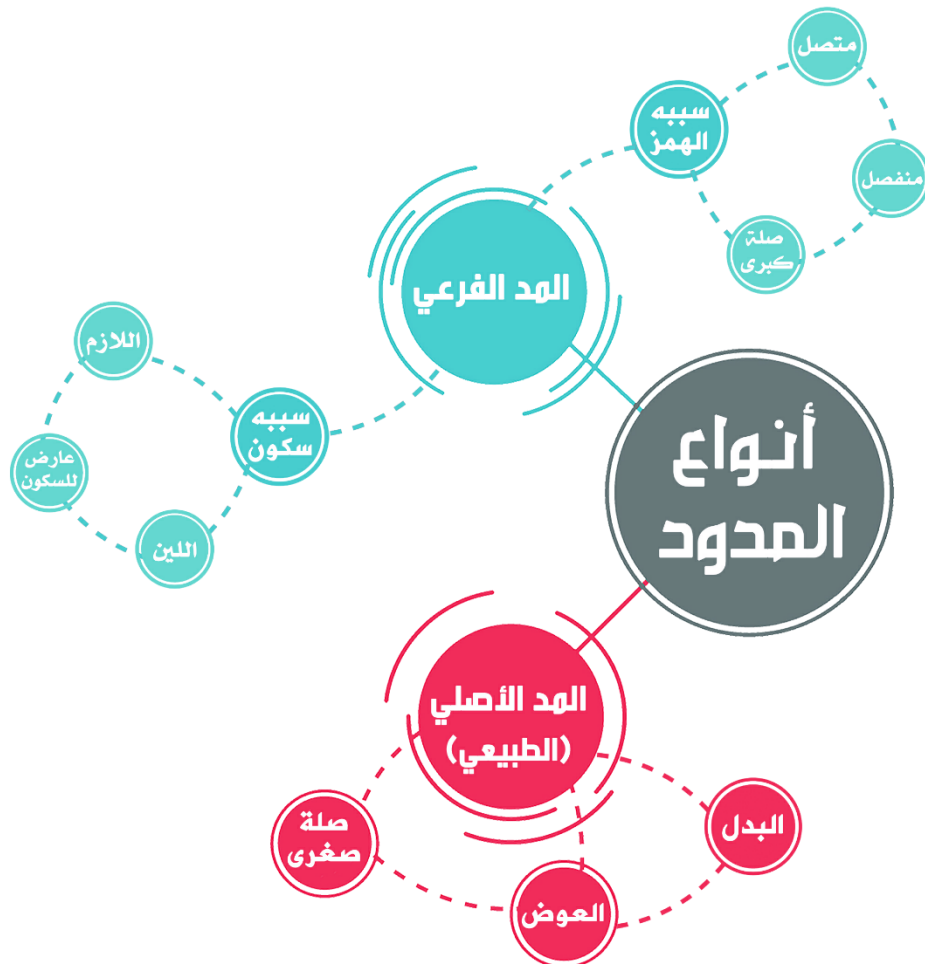 أنواع
المدود
المد الفرعي
سببه
الهمز
متصل
منفصل
صلة
كبرى
سببه
سكون
اللازم
عارض
للسكون
اللين
المد الأصلي
(الطبيعي)
البدل
العوض
صلة
صغرى